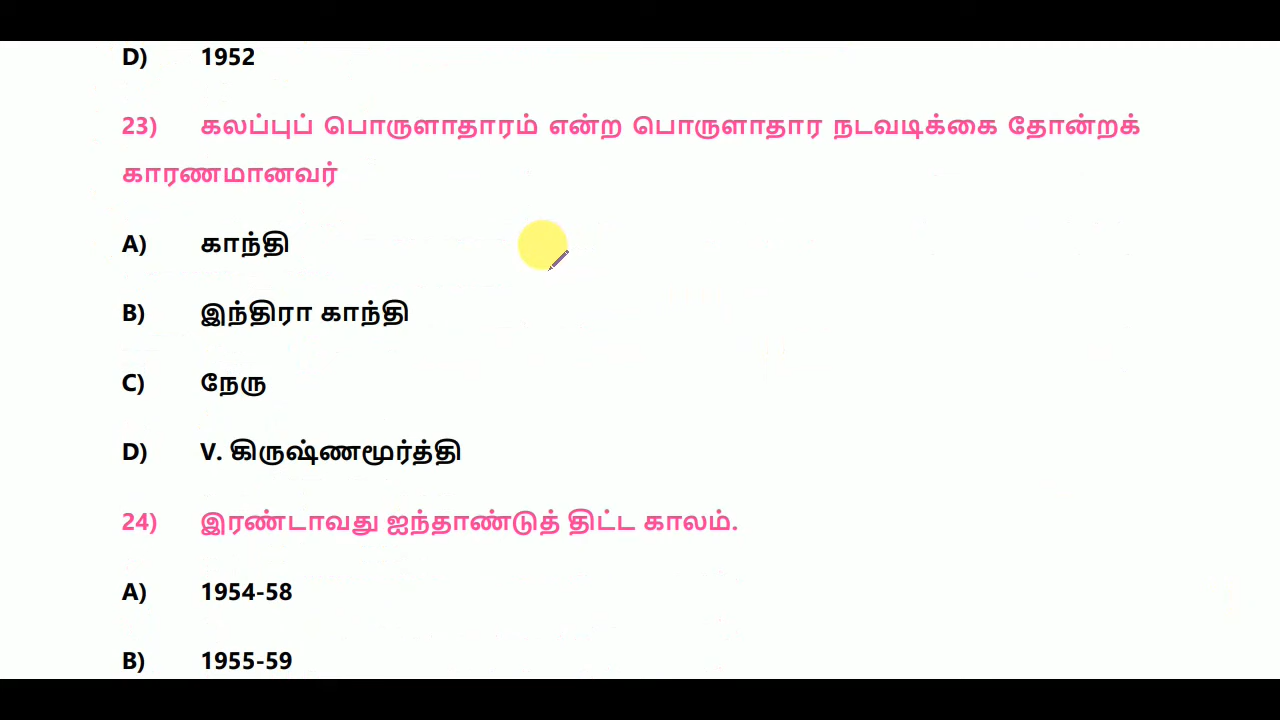 D) 1952
23) கலப்புப் பொருளாதாரம் என்ற பொருளாதார நடவடிக்கை தோன்றக்
காரணமானவர்
A) காந்தி
B) இந்திரா காந்தி
C) நேரு
D) V. கிருஷ்ணமூர்த்தி
24) இரண்டாவது ஐந்தாண்டுத் திட்ட காலம்.
A) 1954-58
B) 1955-59